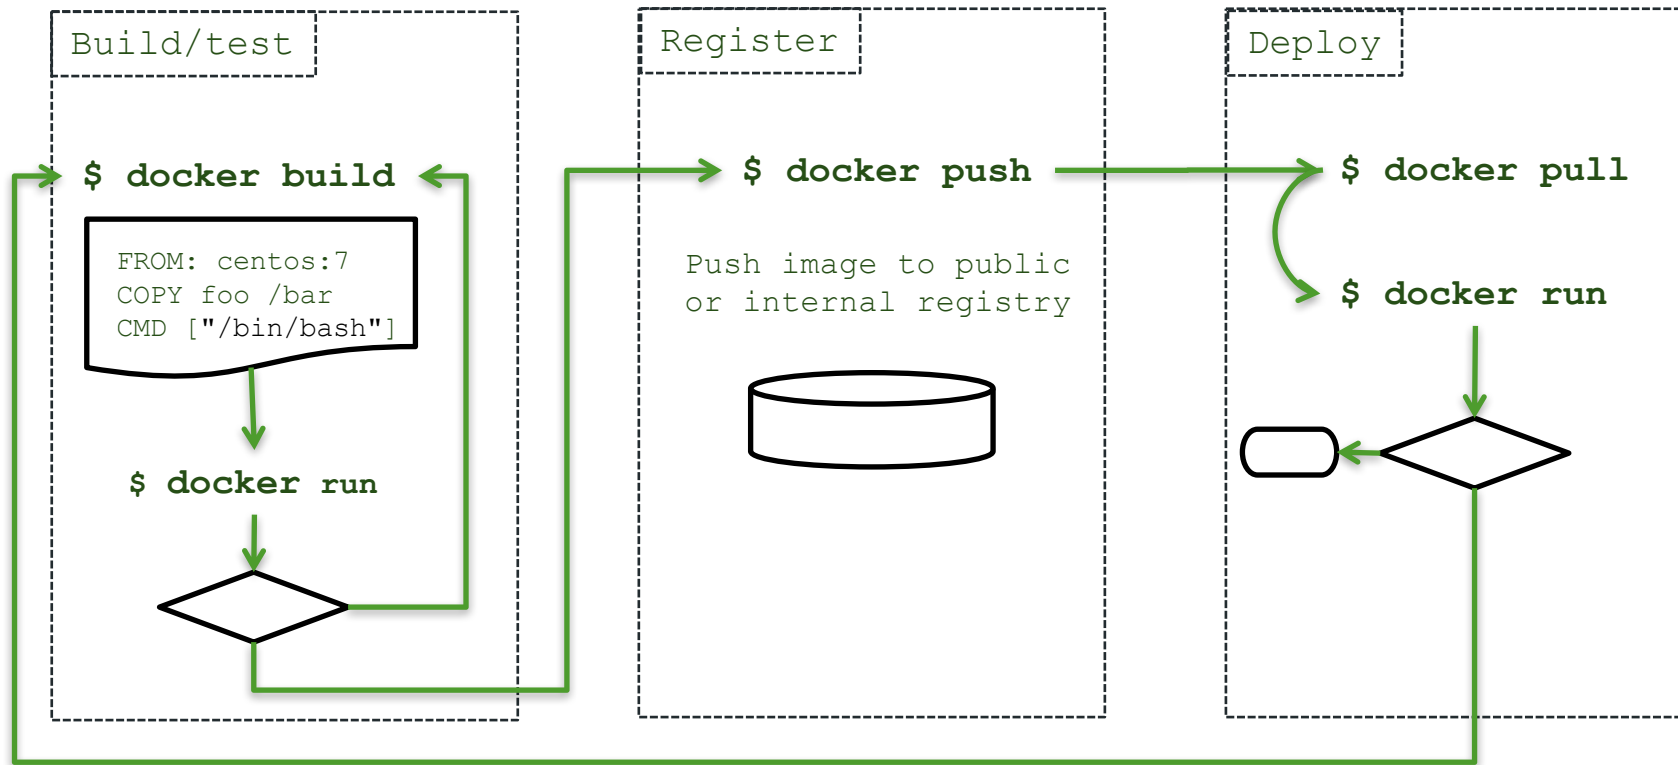 Build/test
$ docker build
FROM: centos:7
COPY foo /bar
CMD ["/bin/bash"]
$ docker run
Register
$ docker push
Push image to public
or internal registry
Deploy
$ docker pull
$ docker run